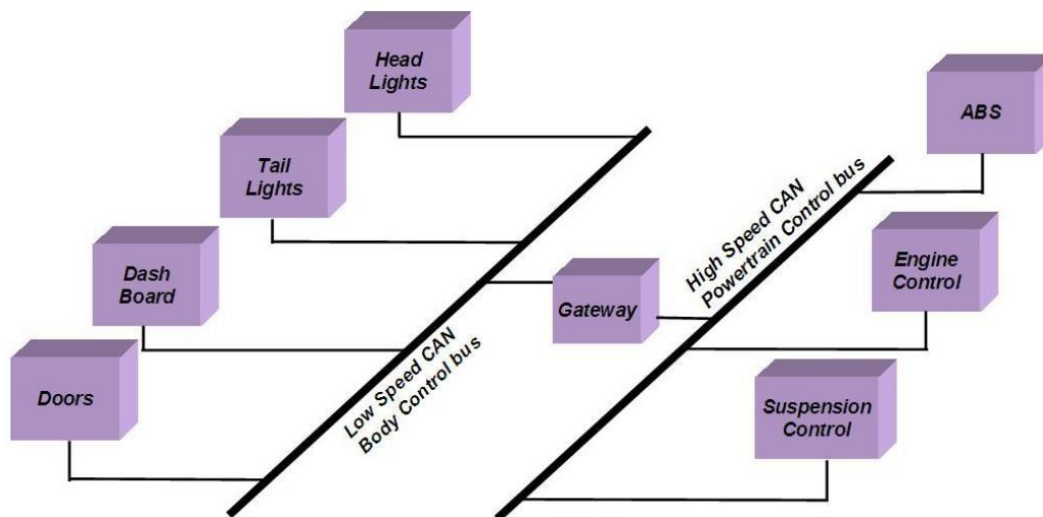 Head
Lights
ABS
Tail
Lights
High Speed CAN
Powertrain Control bus
Dash
Board
Engine
Control
Gateway
Low Speed CAN
Body Control bus
Doors
Suspension
Control